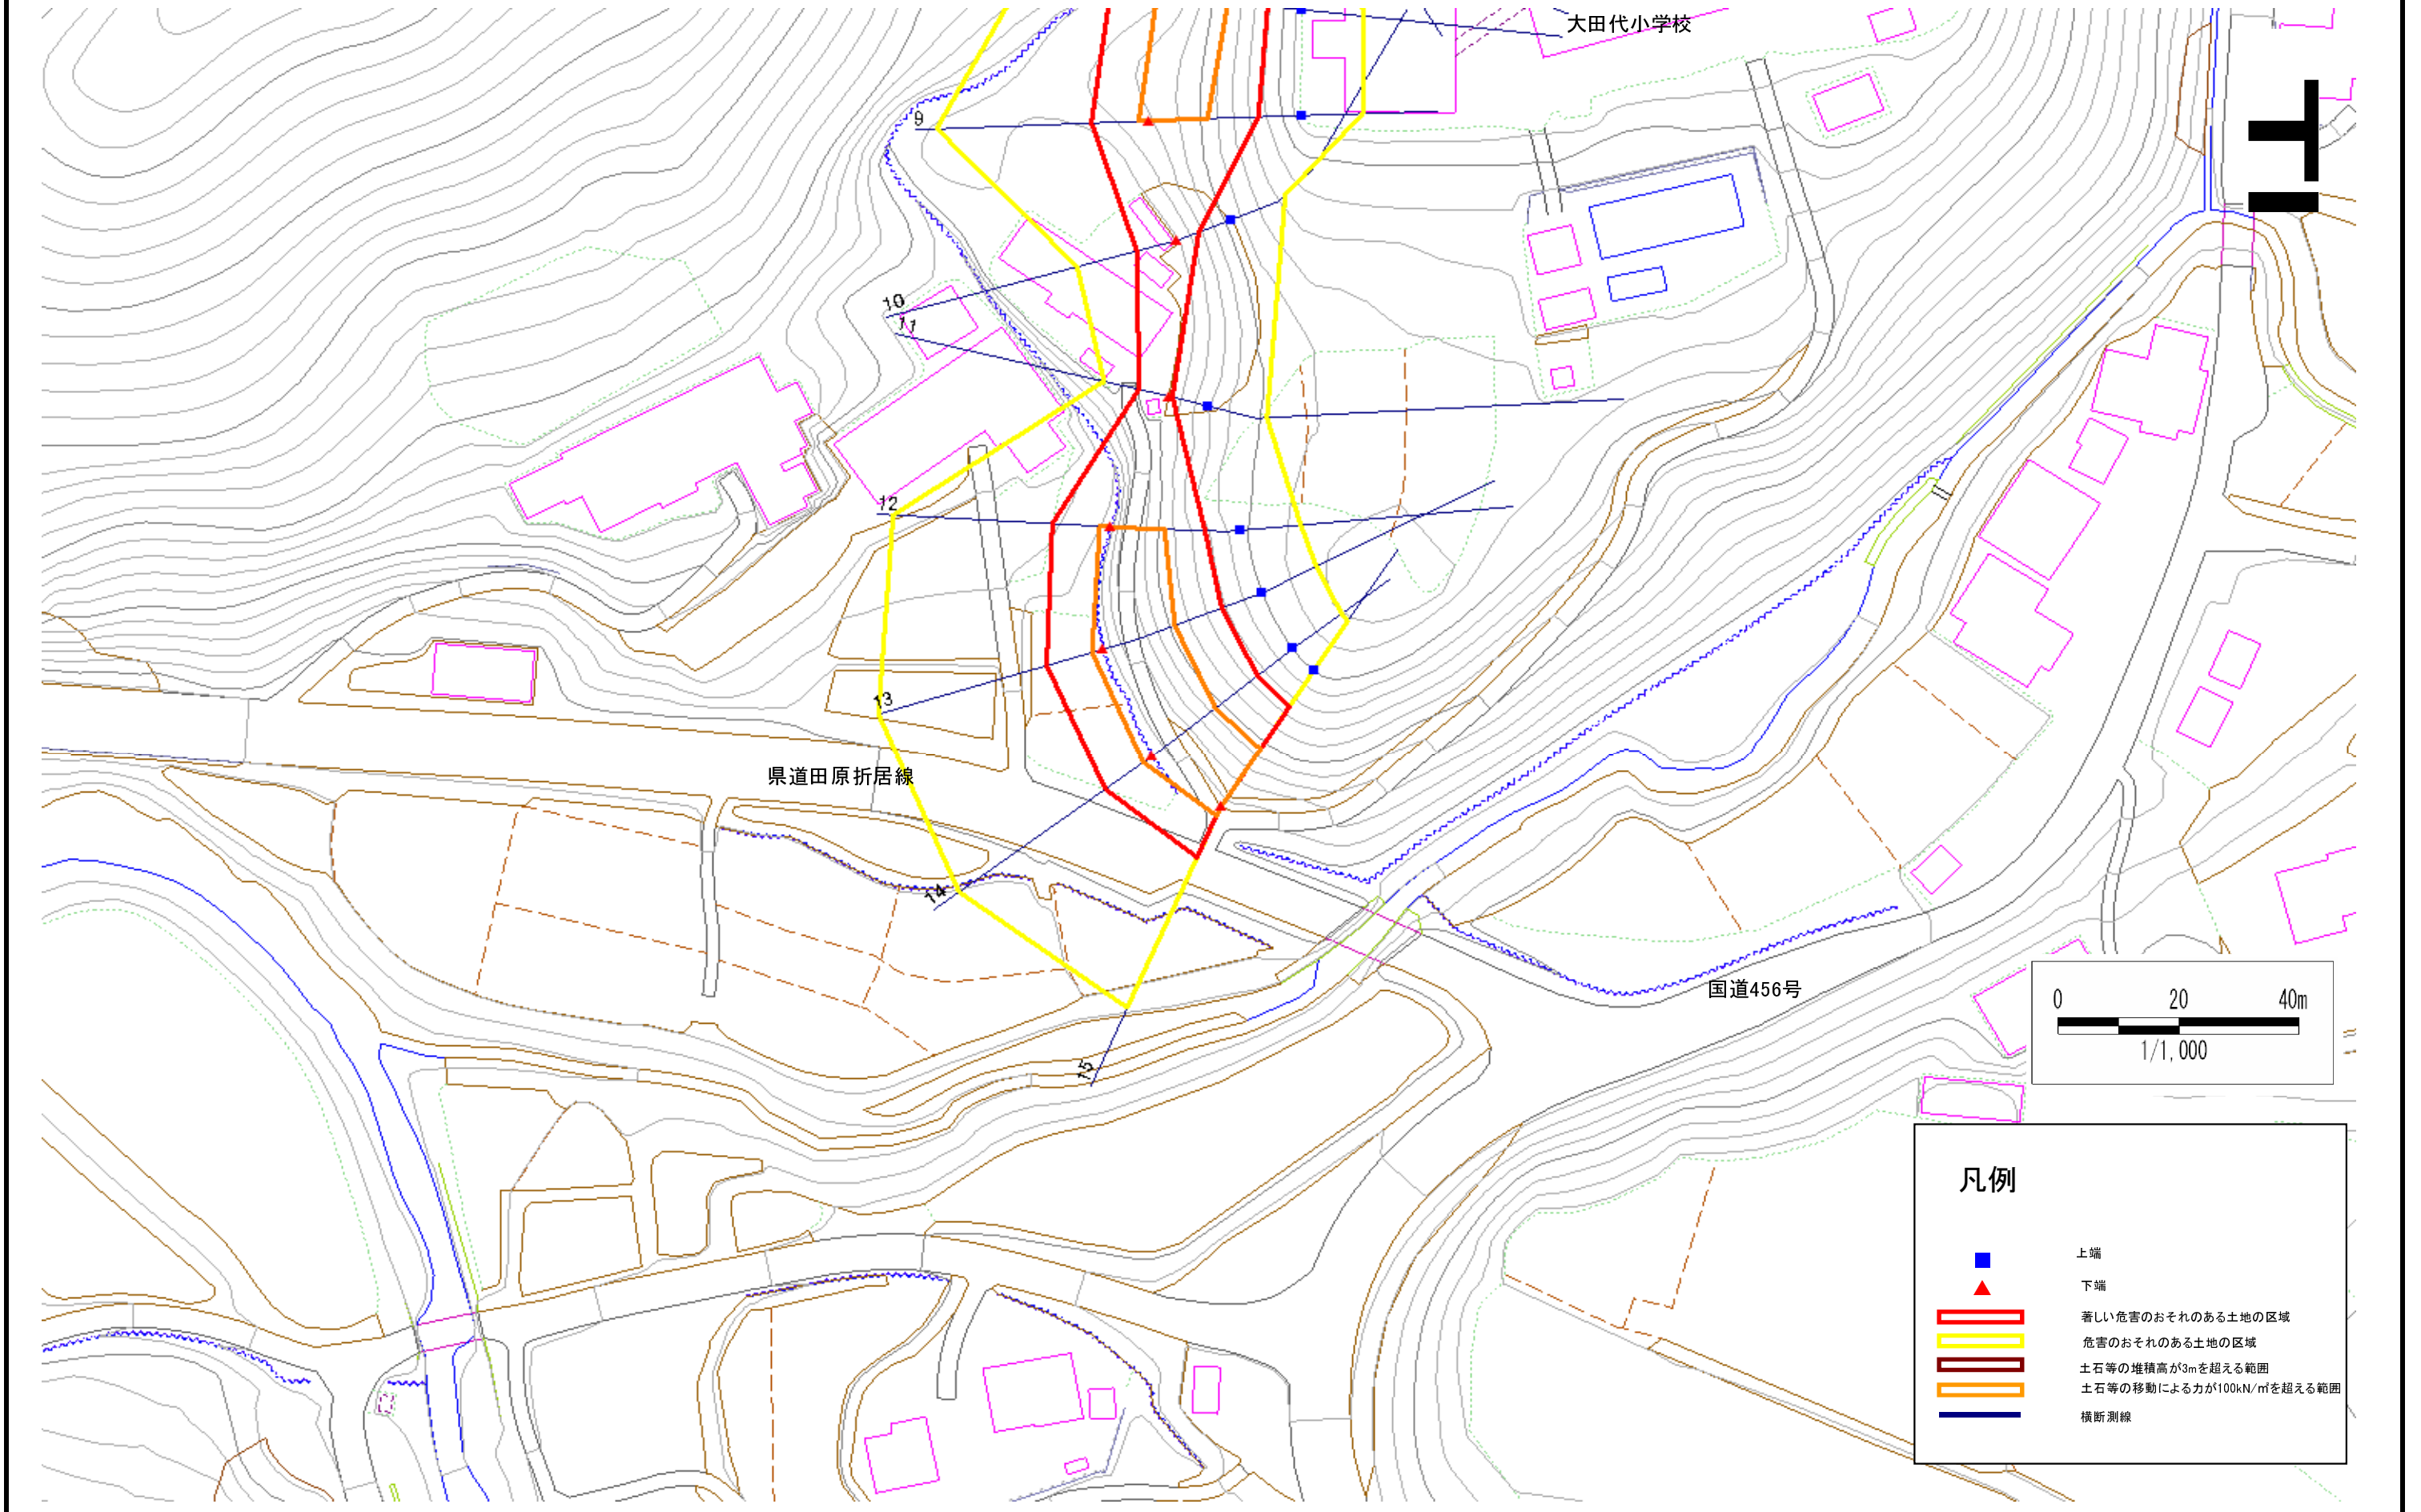 大田代小学校
9
10
11
12
13
県道田原折居線
14
国道456号
0 20 40m
1/1,000
15
凡例
上端
下端
著しい危害のおそれのある土地の区域
危害のおそれのある土地の区域
土石等の堆積高が3mを超える範囲
土石等の移動による力が100kN/㎡を超える範囲
横断測線